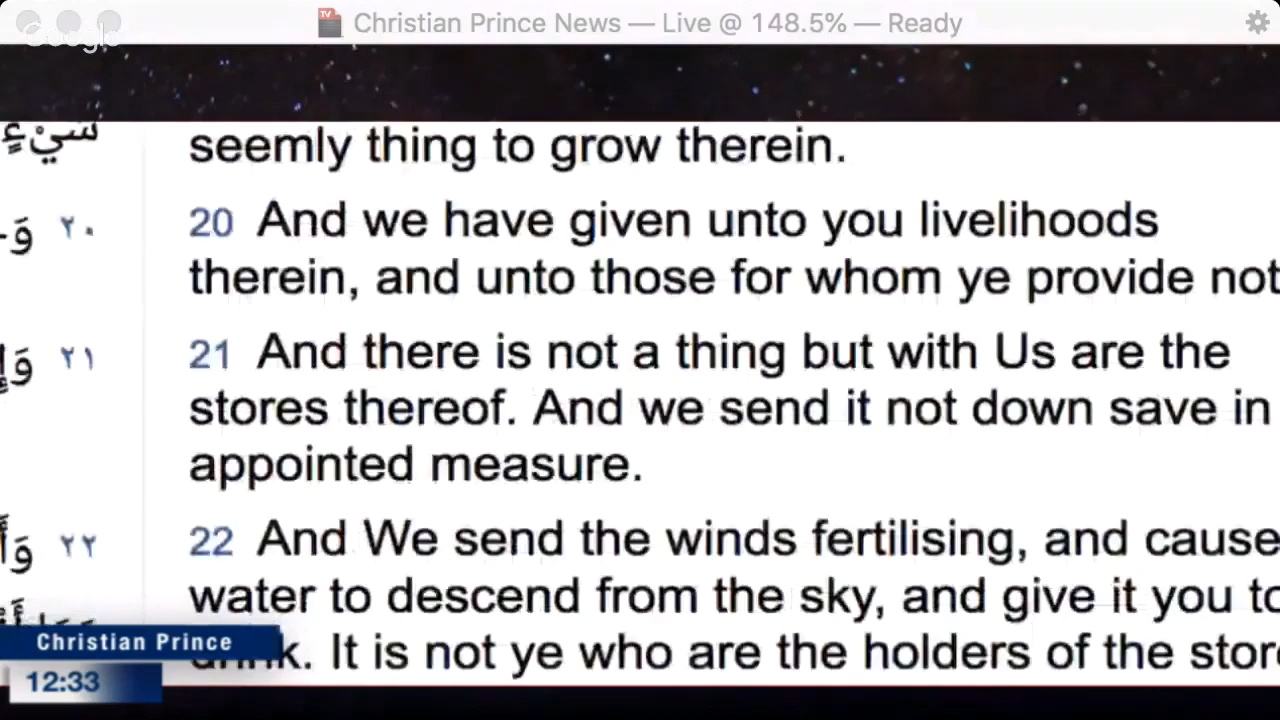 Christian Prince News — Live @ 148.5% — Ready
Google
شَيْءٍ
seemly thing to grow therein.
٢٠
20 And we have given unto you livelihoods
therein, and unto those for whom ye provide not
٢١
21 And there is not a thing but with Us are the
stores thereof. And we send it not down save in
appointed measure.
٢٢
22 And We send the winds fertilising, and cause
water to descend from the sky, and give it you to
drink. It is not ye who are the holders of the store
Christian Prince
12:33